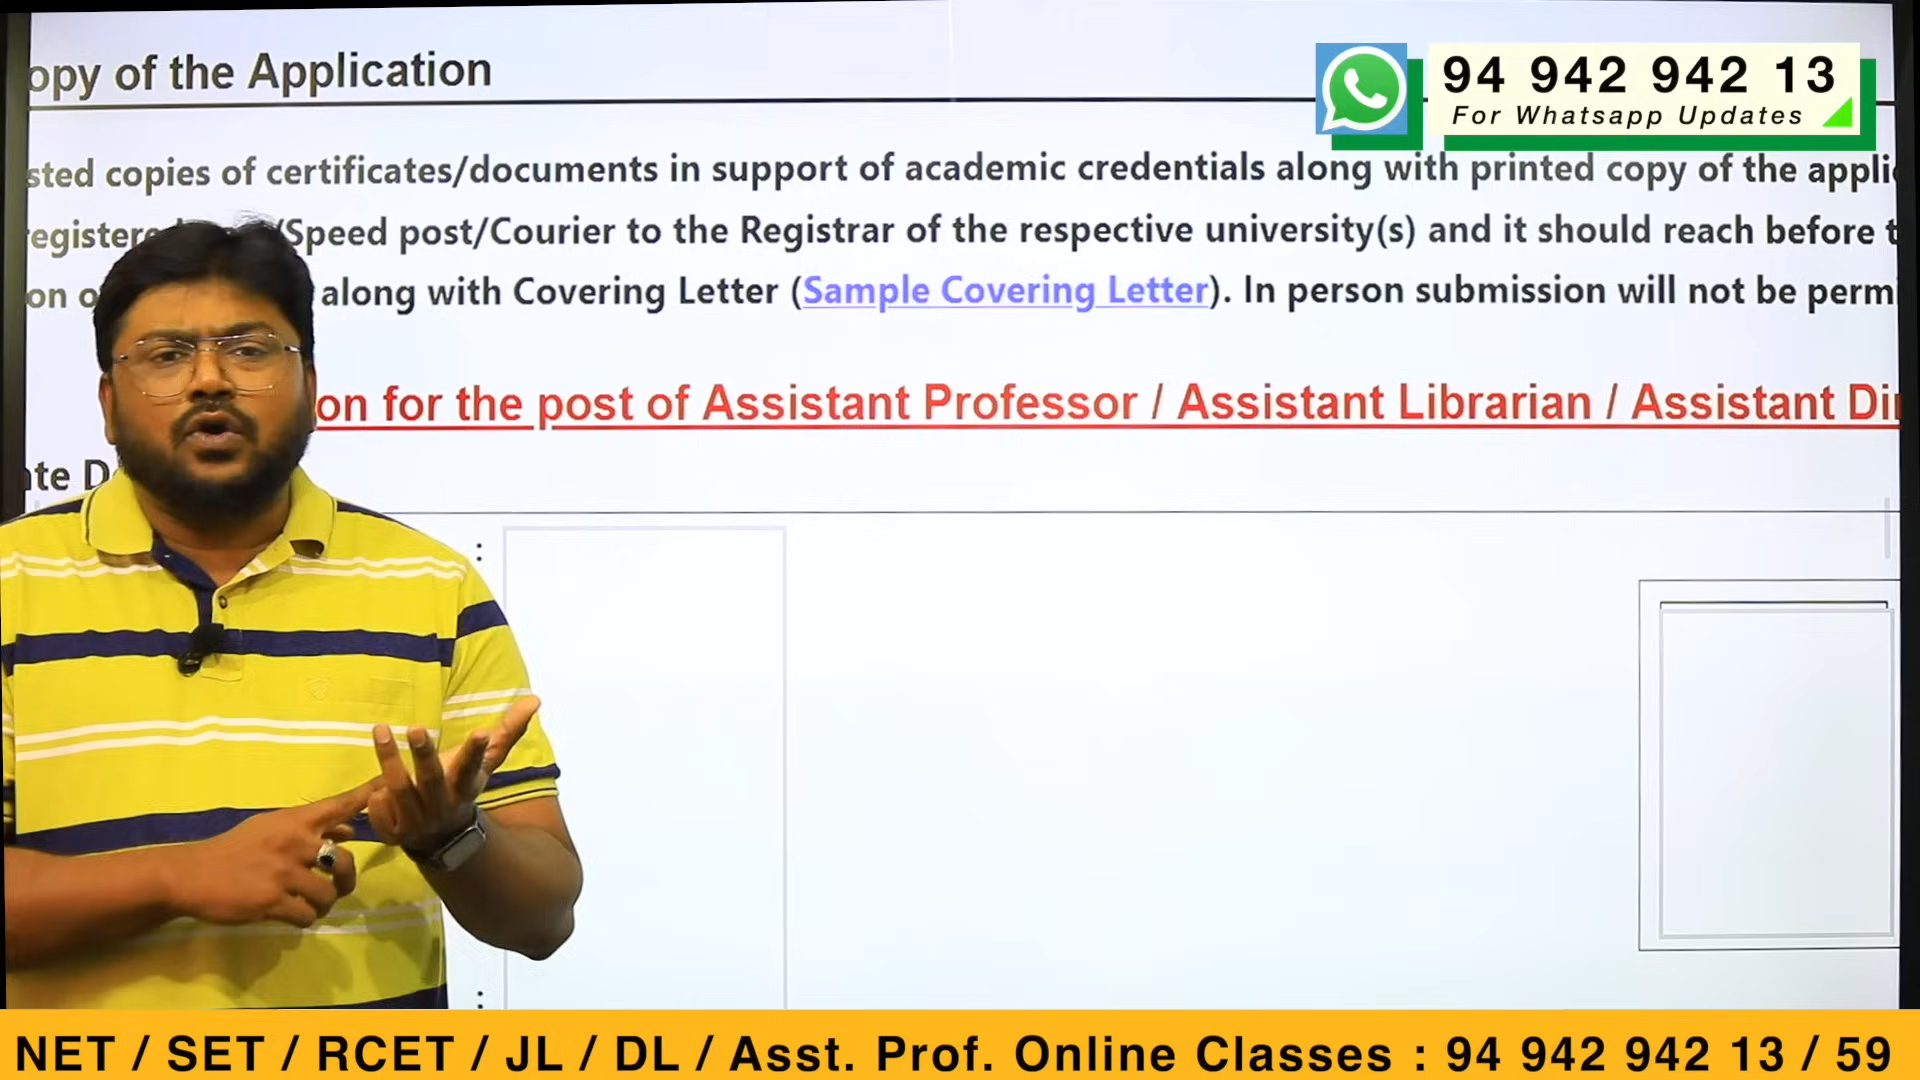 opy of the Application
94 942 942 13
For Whatsapp Updates
sted copies of certificates/documents in support of academic credentials along with printed copy of the appli
egistere /Speed post/Courier to the Registrar of the respective university(s) and it should reach before t
on o along with Covering Letter (Sample Covering Letter). In person submission will not be permi
on for the post of Assistant Professor / Assistant Librarian / Assistant Di
te D
:
:
NET / SET / RCET / JL / DL / Asst. Prof. Online Classes : 94 942 942 13 / 59